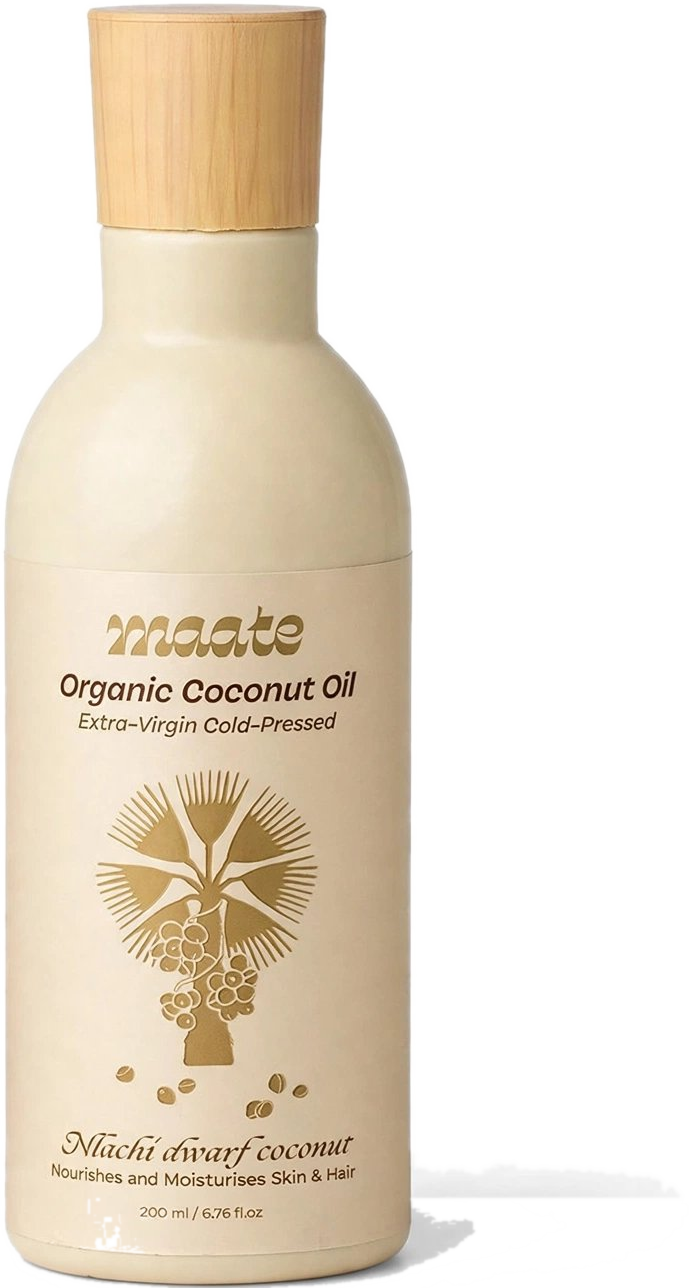 maate
Organic Coconut Oil
Extra-Virgin Cold-Pressed
Nlachi dwarf coconut
Nourishes and Moisturises Skin & Hair
200 ml / 6.76 fl.oz